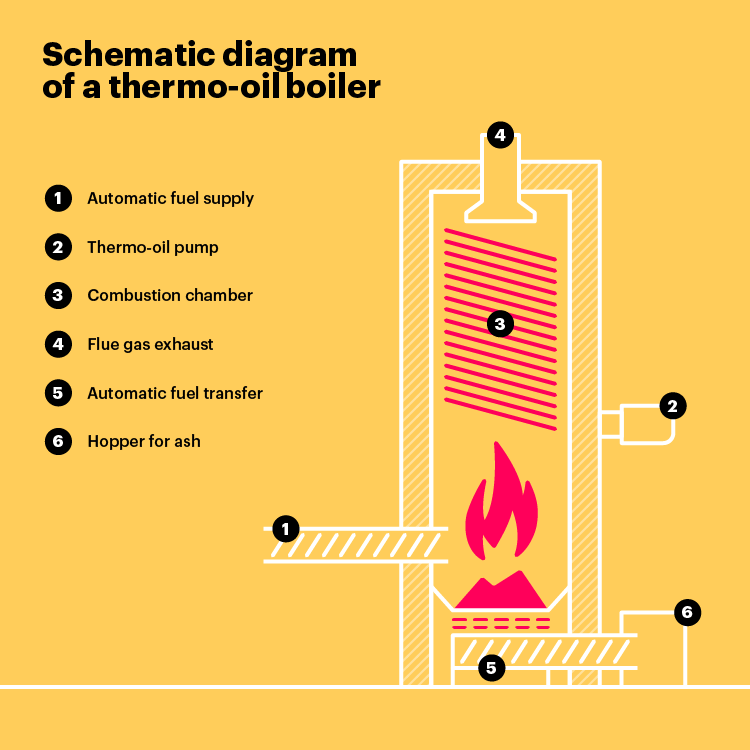 Schematic diagram
of a thermo-oil boiler
4
1 Automatic fuel supply
2 Thermo-oil pump
3 Combustion chamber
3
4 Flue gas exhaust
5 Automatic fuel transfer
2
6 Hopper for ash
1
6
5